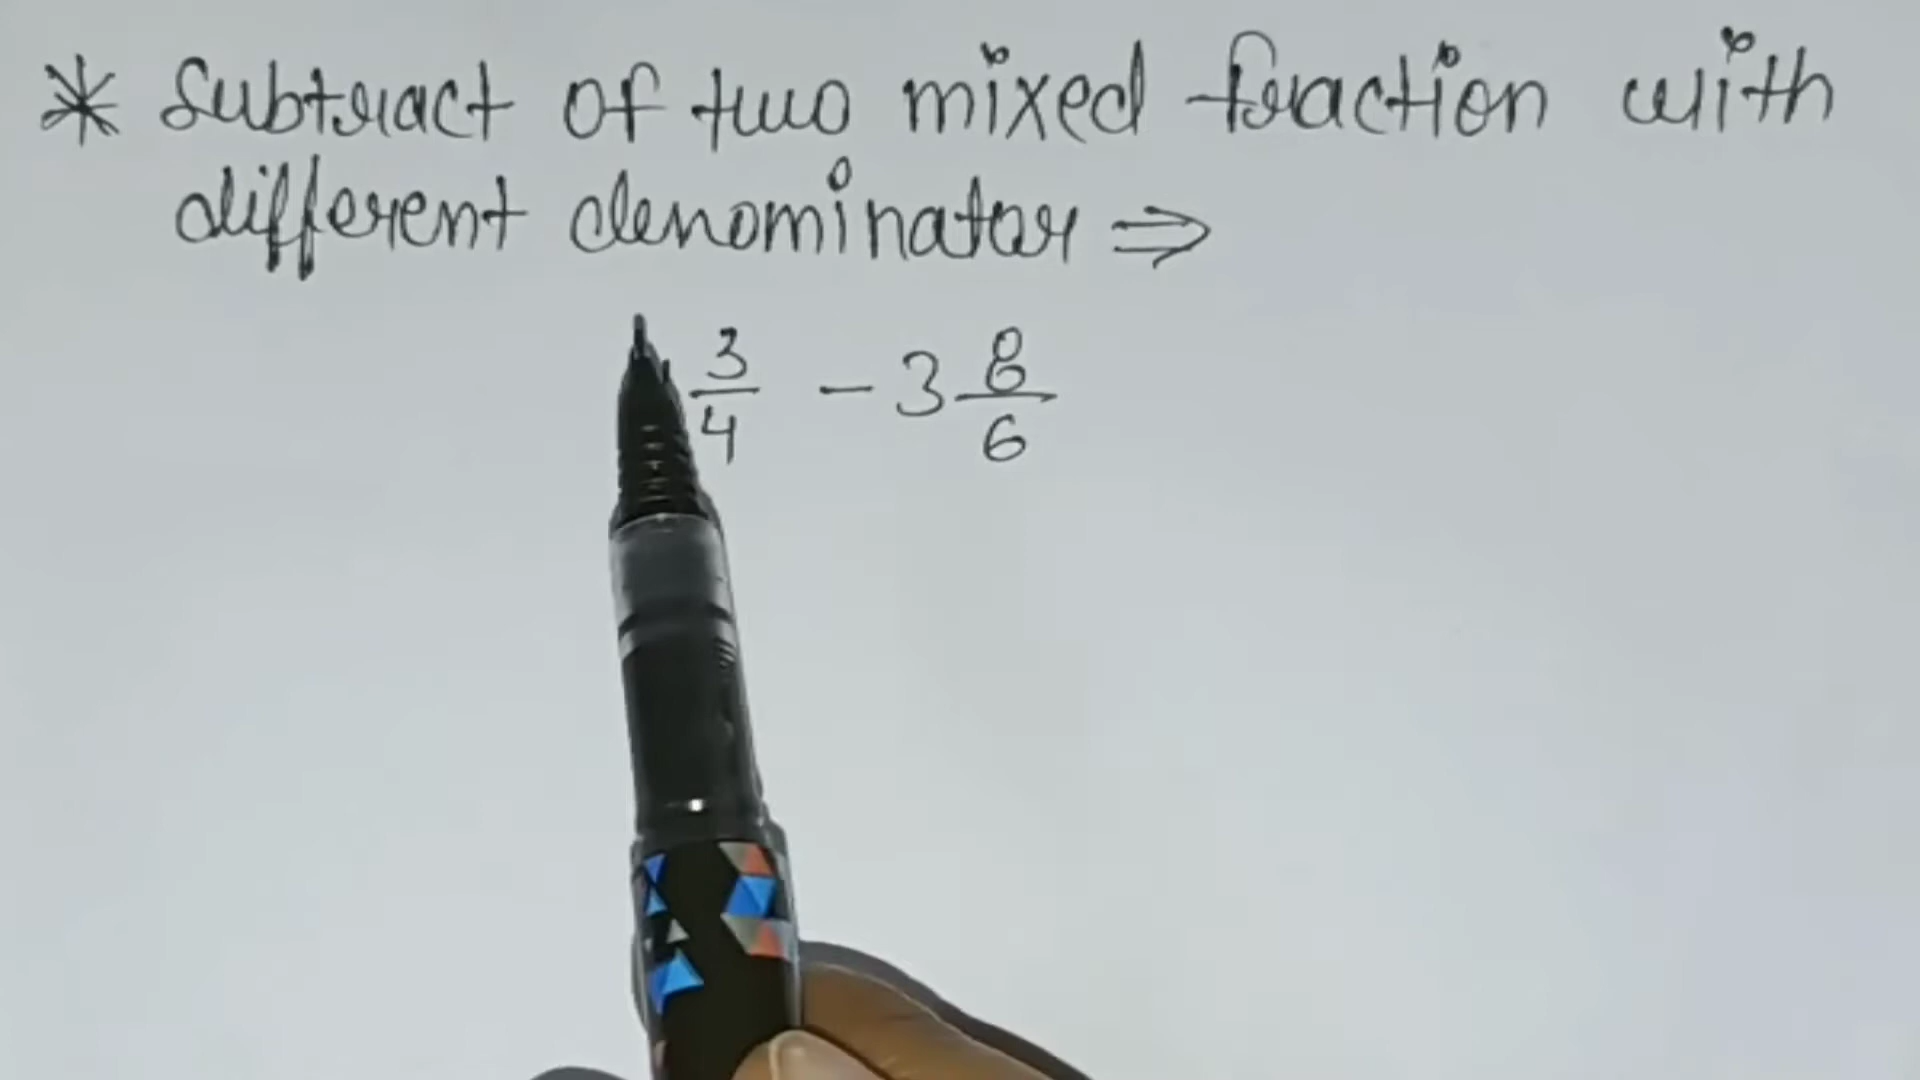 * Subtract of two mixed fraction with
different denominator ⇒
3/4 - 3 8/6